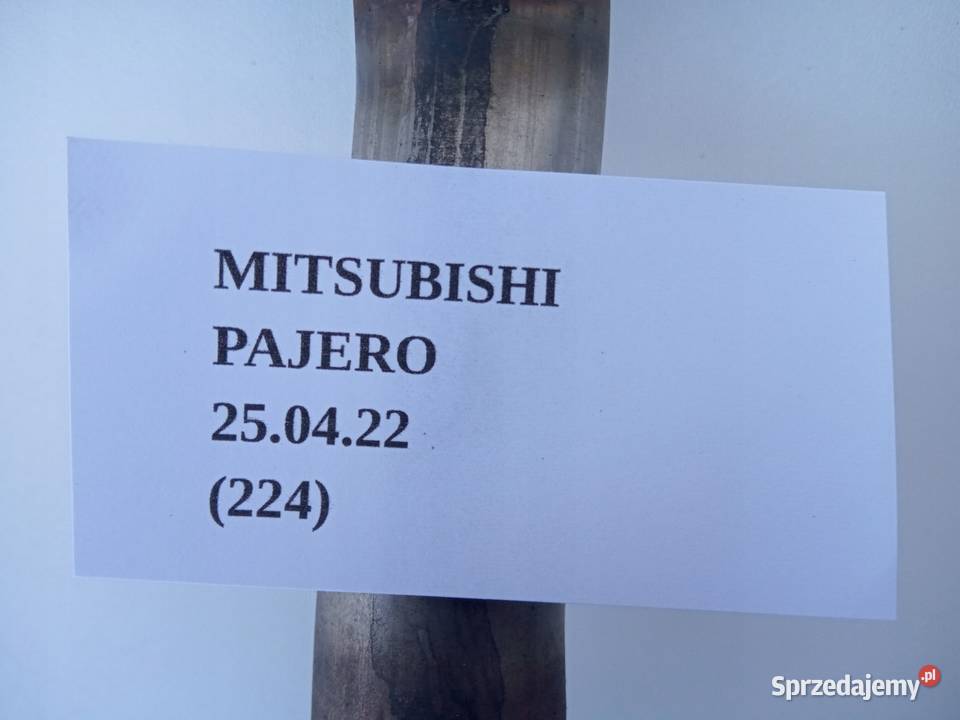 MITSUBISHI
PAJERO
25.04.22
(224)
Sprzedajemy.pl